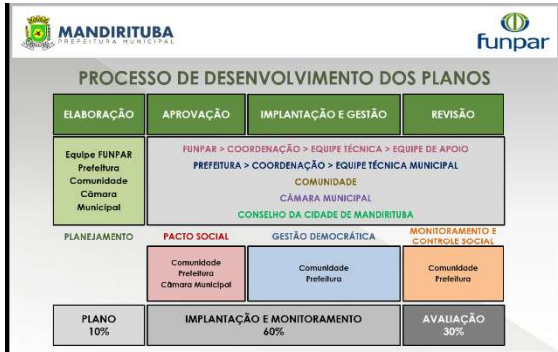 MANDIRITUBA
PREFEITURA MUNICIPAL
funpar
PROCESSO DE DESENVOLVIMENTO DOS PLANOS
ELABORAÇÃO
APROVAÇÃO
IMPLANTAÇÃO E GESTÃO
REVISÃO
Equipe FUNPAR
Prefeitura
Comunidade
Câmara
Municipal
FUNPAR > COORDENAÇÃO > EQUIPE TÉCNICA > EQUIPE DE APOIO
PREFEITURA > COORDENAÇÃO > EQUIPE TÉCNICA MUNICIPAL
COMUNIDADE
CÂMARA MUNICIPAL
CONSELHO DA CIDADE DE MANDIRITUBA
PLANEJAMENTO
PACTO SOCIAL
GESTÃO DEMOCRÁTICA
MONITORAMENTO E
CONTROLE SOCIAL
Comunidade
Prefeitura
Câmara Municipal
Comunidade
Prefeitura
Comunidade
Prefeitura
PLANO
10%
IMPLANTAÇÃO E MONITORAMENTO
60%
AVALIAÇÃO
30%